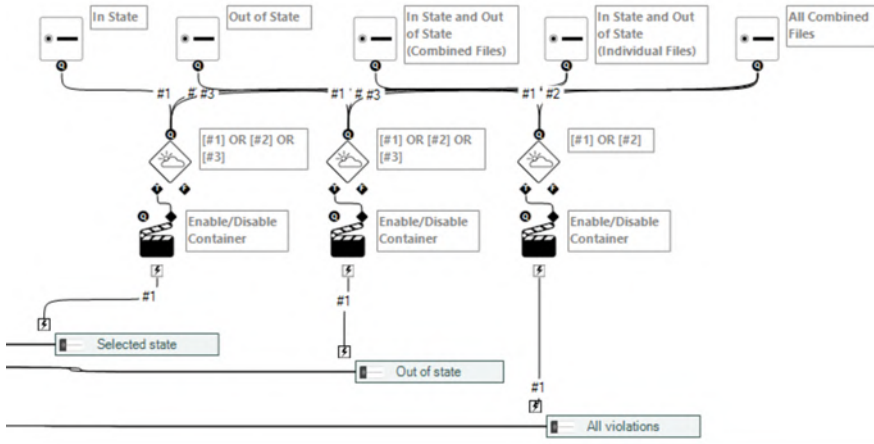 In State
Out of State
In State and Out
of State
(Combined Files)
In State and Out
of State
(Individual Files)
All Combined
Files
Q
Q
Q
Q
Q
#1
#3
#1
#3
#1
#2
Q
[#1] OR [#2] OR
[#3]
Q
[#1] OR [#2] OR
[#3]
Q
[#1] OR [#2]
T
F
T
F
T
F
Q
Enable/Disable
Container
Q
Enable/Disable
Container
Q
Enable/Disable
Container
#1
#1
#1
Selected state
Out of state
All violations